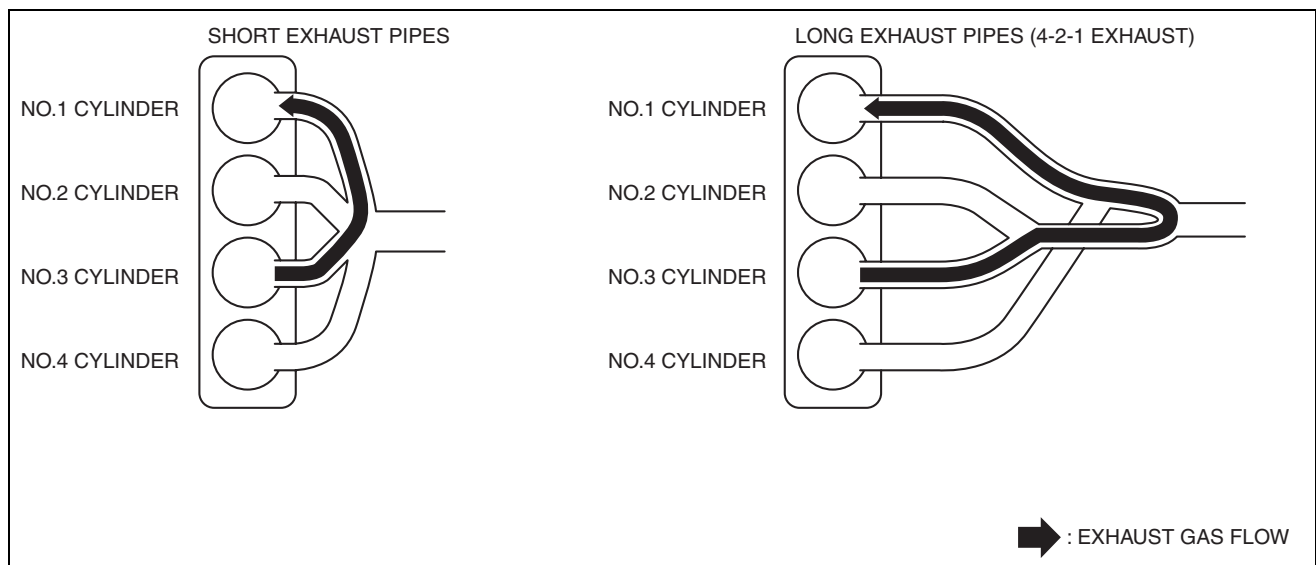 SHORT EXHAUST PIPES
NO.1 CYLINDER
NO.2 CYLINDER
NO.3 CYLINDER
NO.4 CYLINDER
LONG EXHAUST PIPES (4-2-1 EXHAUST)
NO.1 CYLINDER
NO.2 CYLINDER
NO.3 CYLINDER
NO.4 CYLINDER
: EXHAUST GAS FLOW